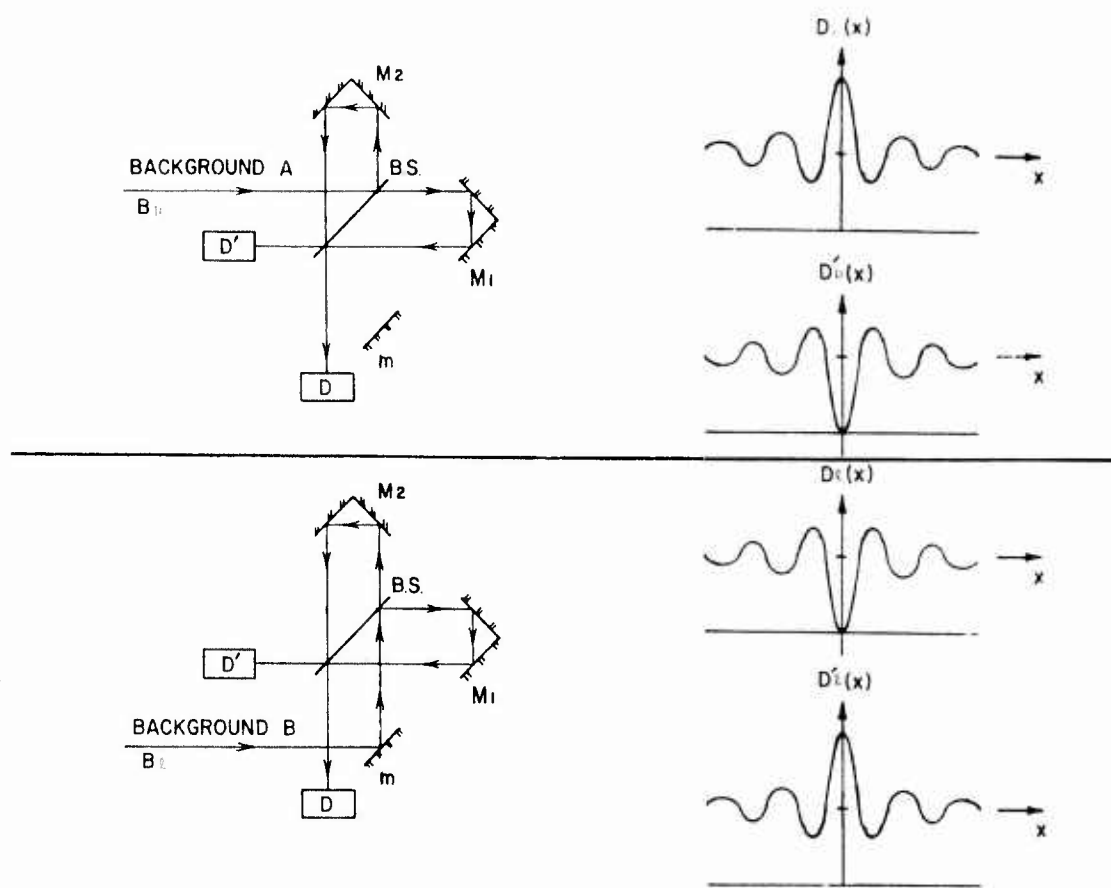 D (x)
M2
BACKGROUND A
B.S.
X
B
D'
M1
m
D
D' (x)
X
D (x)
M2
B.S.
X
D'
M1
D' (x)
BACKGROUND B
B
m
D
X